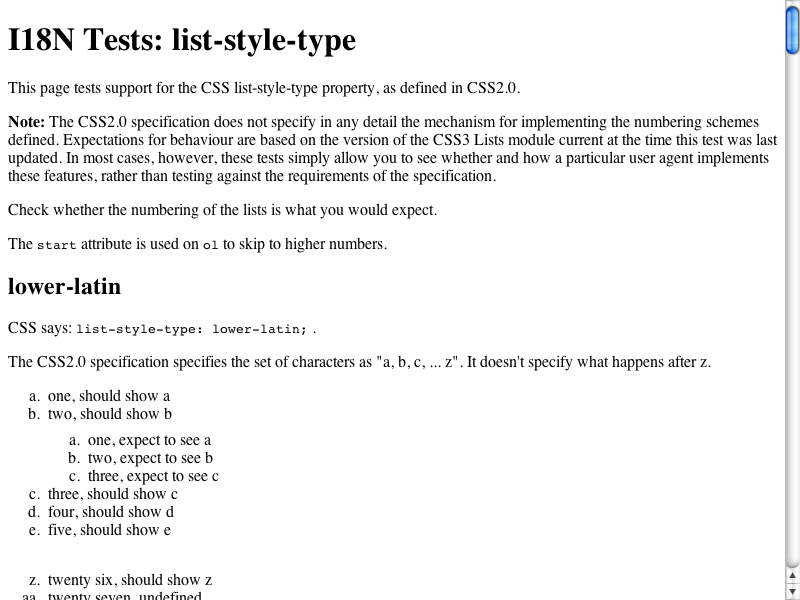 I18N Tests: list-style-type
This page tests support for the CSS list-style-type property, as defined in CSS2.0.
Note: The CSS2.0 specification does not specify in any detail the mechanism for implementing the numbering schemes
defined. Expectations for behaviour are based on the version of the CSS3 Lists module current at the time this test was last
updated. In most cases, however, these tests simply allow you to see whether and how a particular user agent implements
these features, rather than testing against the requirements of the specification.
Check whether the numbering of the lists is what you would expect.
The start attribute is used on ol to skip to higher numbers.
lower-latin
CSS says: list-style-type: lower-latin; .
The CSS2.0 specification specifies the set of characters as "a, b, c, ... z". It doesn't specify what happens after z.
a. one, should show a
b. two, should show b
a. one, expect to see a
b. two, expect to see b
c. three, expect to see c
c. three, should show c
d. four, should show d
e. five, should show e
z. twenty six, should show z
aa. twenty seven, undefined